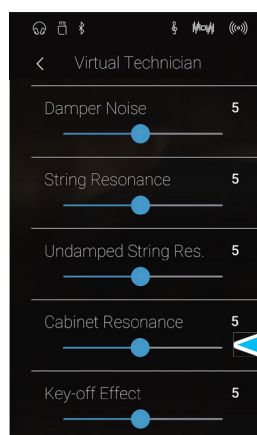 Virtual Technician
Damper Noise 5
String Resonance 5
Undamped String Res. 5
Cabinet Resonance 5
Key-off Effect 5